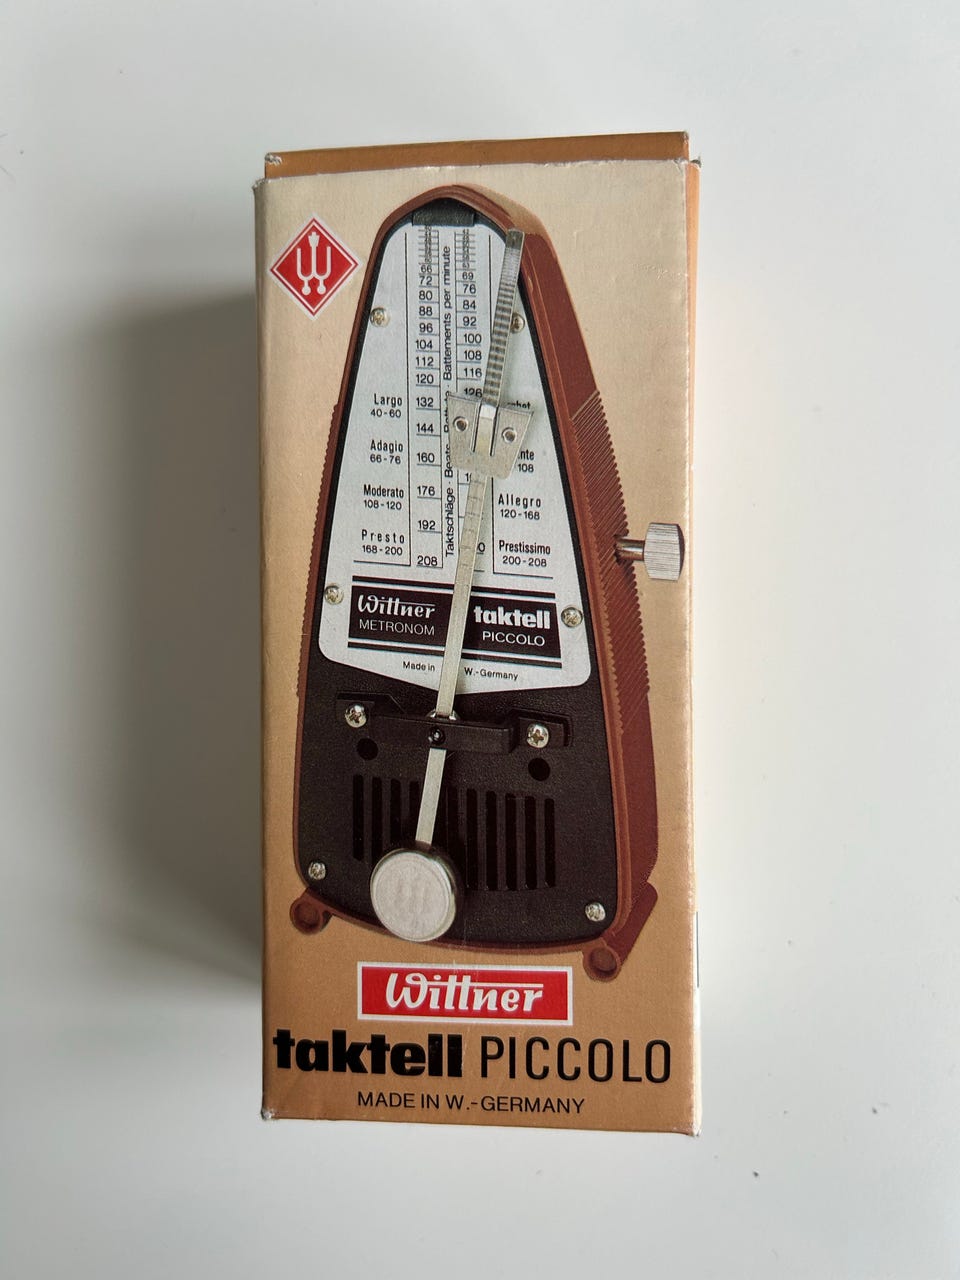 66
72
80
88
96
104
112
120
132
144
160
176
192
208
69
76
84
92
100
108
116
126
Taktschläge · Beats · Battements per minute
Largo
40-60
Adagio
66-76
Moderato
108-120
Presto
168-200
108
Allegro
120-168
Prestissimo
200-208
Wittner
METRONOM
taktell
PICCOLO
Made in W.-Germany
Wittner
taktell PICCOLO
MADE IN W.-GERMANY